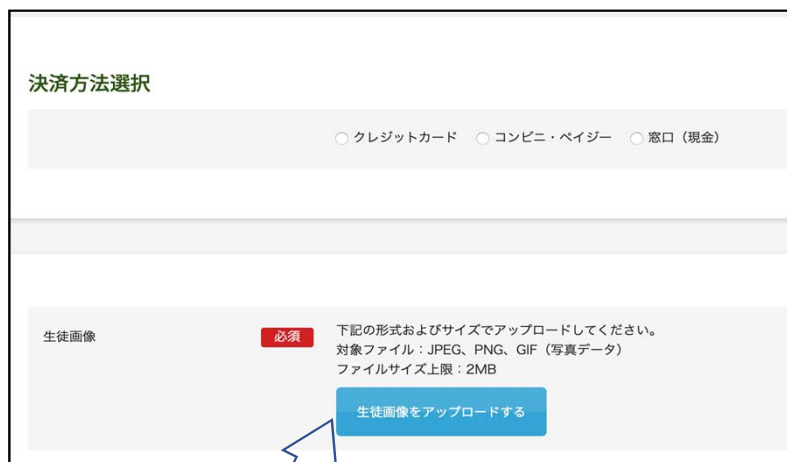 決済方法選択
クレジットカード コンビニ・ペイジー 窓口（現金）
生徒画像 必須 下記の形式およびサイズでアップロードしてください。
対象ファイル：JPEG、PNG、GIF（写真データ）
ファイルサイズ上限：2MB
生徒画像をアップロードする